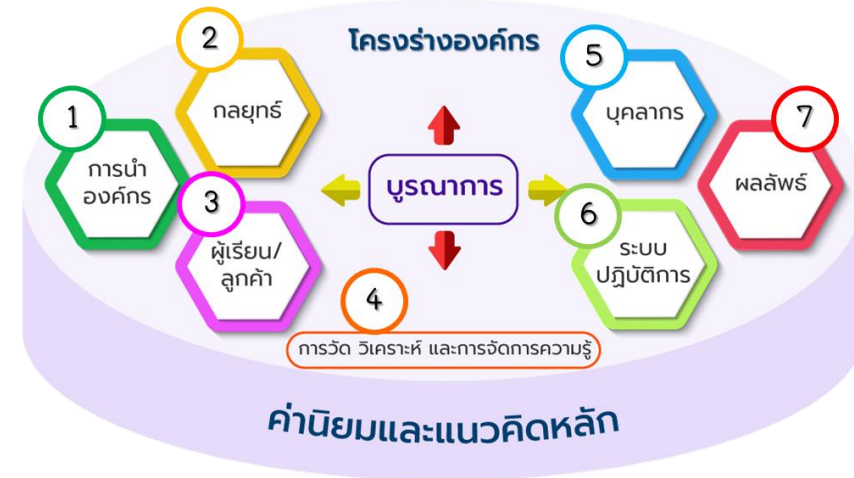 โครงร่างองค์กร
1
การนำ
องค์กร
2
กลยุทธ์
3
ผู้เรียน/
ลูกค้า
4
การวัด วิเคราะห์ และการจัดการความรู้
บูรณาการ
5
บุคลากร
6
ระบบ
ปฏิบัติการ
7
ผลลัพธ์
ค่านิยมและแนวคิดหลัก